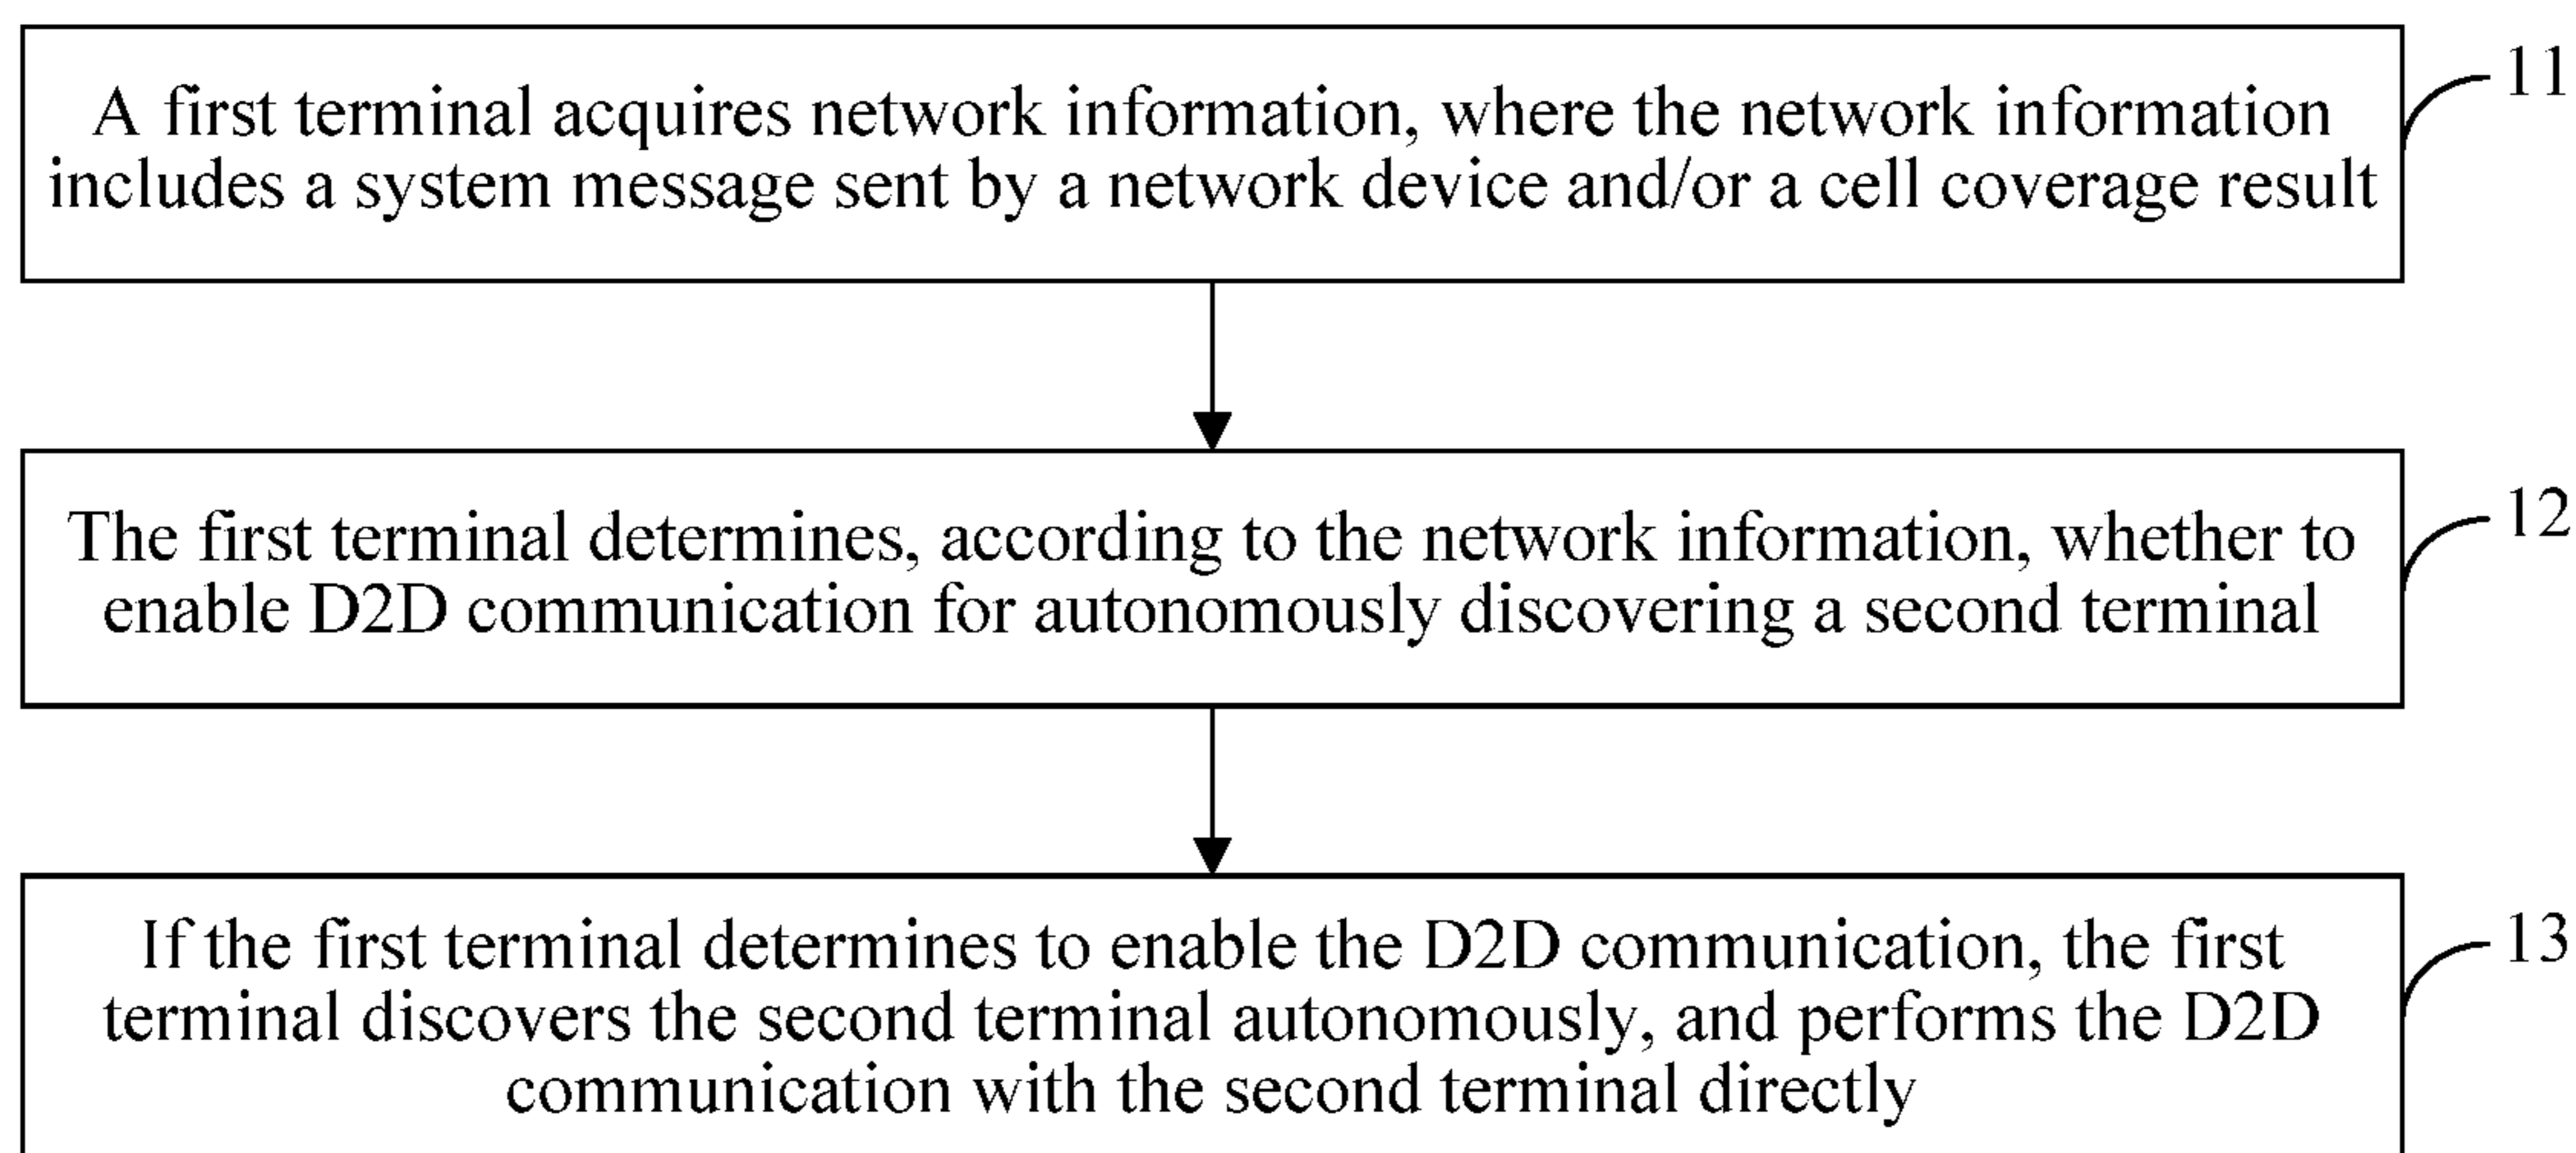 A first terminal acquires network information, where the network information
includes a system message sent by a network device and/or a cell coverage result
11
The first terminal determines, according to the network information, whether to
enable D2D communication for autonomously discovering a second terminal
12
If the first terminal determines to enable the D2D communication, the first
terminal discovers the second terminal autonomously, and performs the D2D
communication with the second terminal directly
13